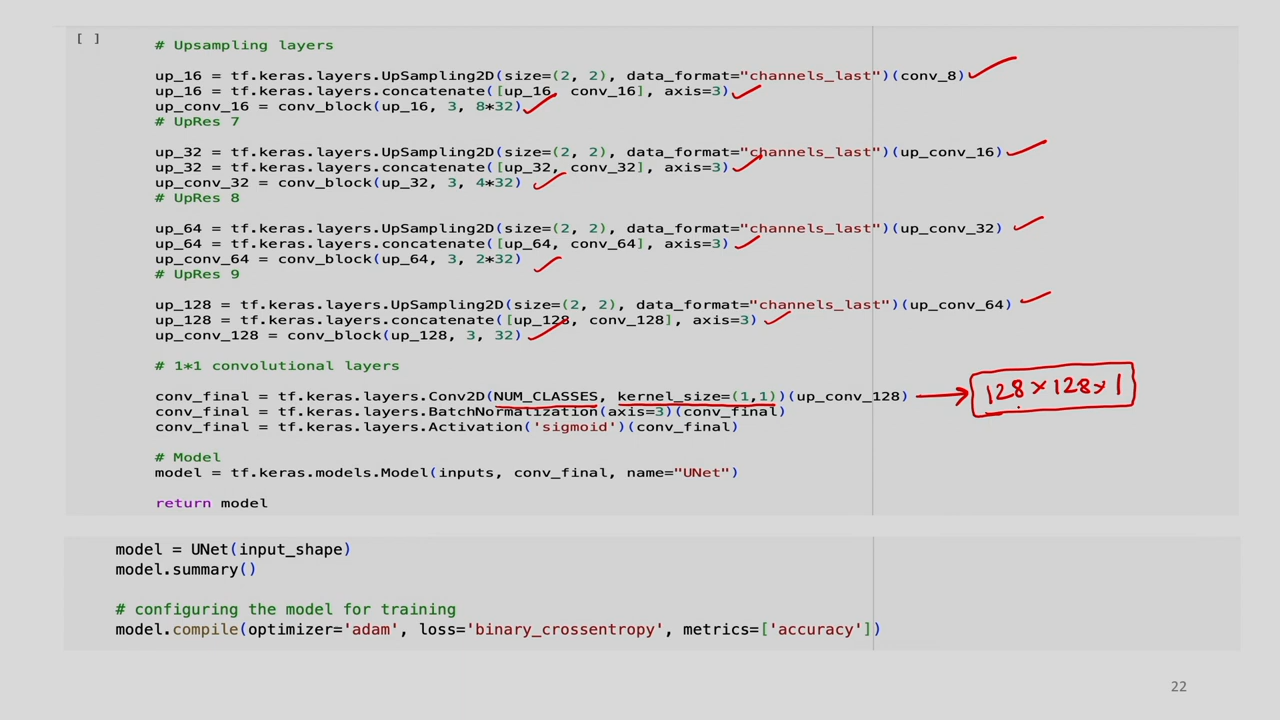 [ ]
# Upsampling layers
up_16 = tf.keras.layers.UpSampling2D(size=(2, 2), data_format="channels_last")(conv_8)
up_16 = tf.keras.layers.concatenate([up_16, conv_16], axis=3)
up_conv_16 = conv_block(up_16, 3, 8*32)
# UpRes 7
up_32 = tf.keras.layers.UpSampling2D(size=(2, 2), data_format="channels_last")(up_conv_16)
up_32 = tf.keras.layers.concatenate([up_32, conv_32], axis=3)
up_conv_32 = conv_block(up_32, 3, 4*32)
# UpRes 8
up_64 = tf.keras.layers.UpSampling2D(size=(2, 2), data_format="channels_last")(up_conv_32)
up_64 = tf.keras.layers.concatenate([up_64, conv_64], axis=3)
up_conv_64 = conv_block(up_64, 3, 2*32)
# UpRes 9
up_128 = tf.keras.layers.UpSampling2D(size=(2, 2), data_format="channels_last")(up_conv_64)
up_128 = tf.keras.layers.concatenate([up_128, conv_128], axis=3)
up_conv_128 = conv_block(up_128, 3, 32)
# 1*1 convolutional layers
conv_final = tf.keras.layers.Conv2D(NUM_CLASSES, kernel_size=(1,1))(up_conv_128) → 128×128×1
conv_final = tf.keras.layers.BatchNormalization(axis=3)(conv_final)
conv_final = tf.keras.layers.Activation('sigmoid')(conv_final)
# Model
model = tf.keras.models.Model(inputs, conv_final, name="UNet")
return model
model = UNet(input_shape)
model.summary()
# configuring the model for training
model.compile(optimizer='adam', loss='binary_crossentropy', metrics=['accuracy'])
22